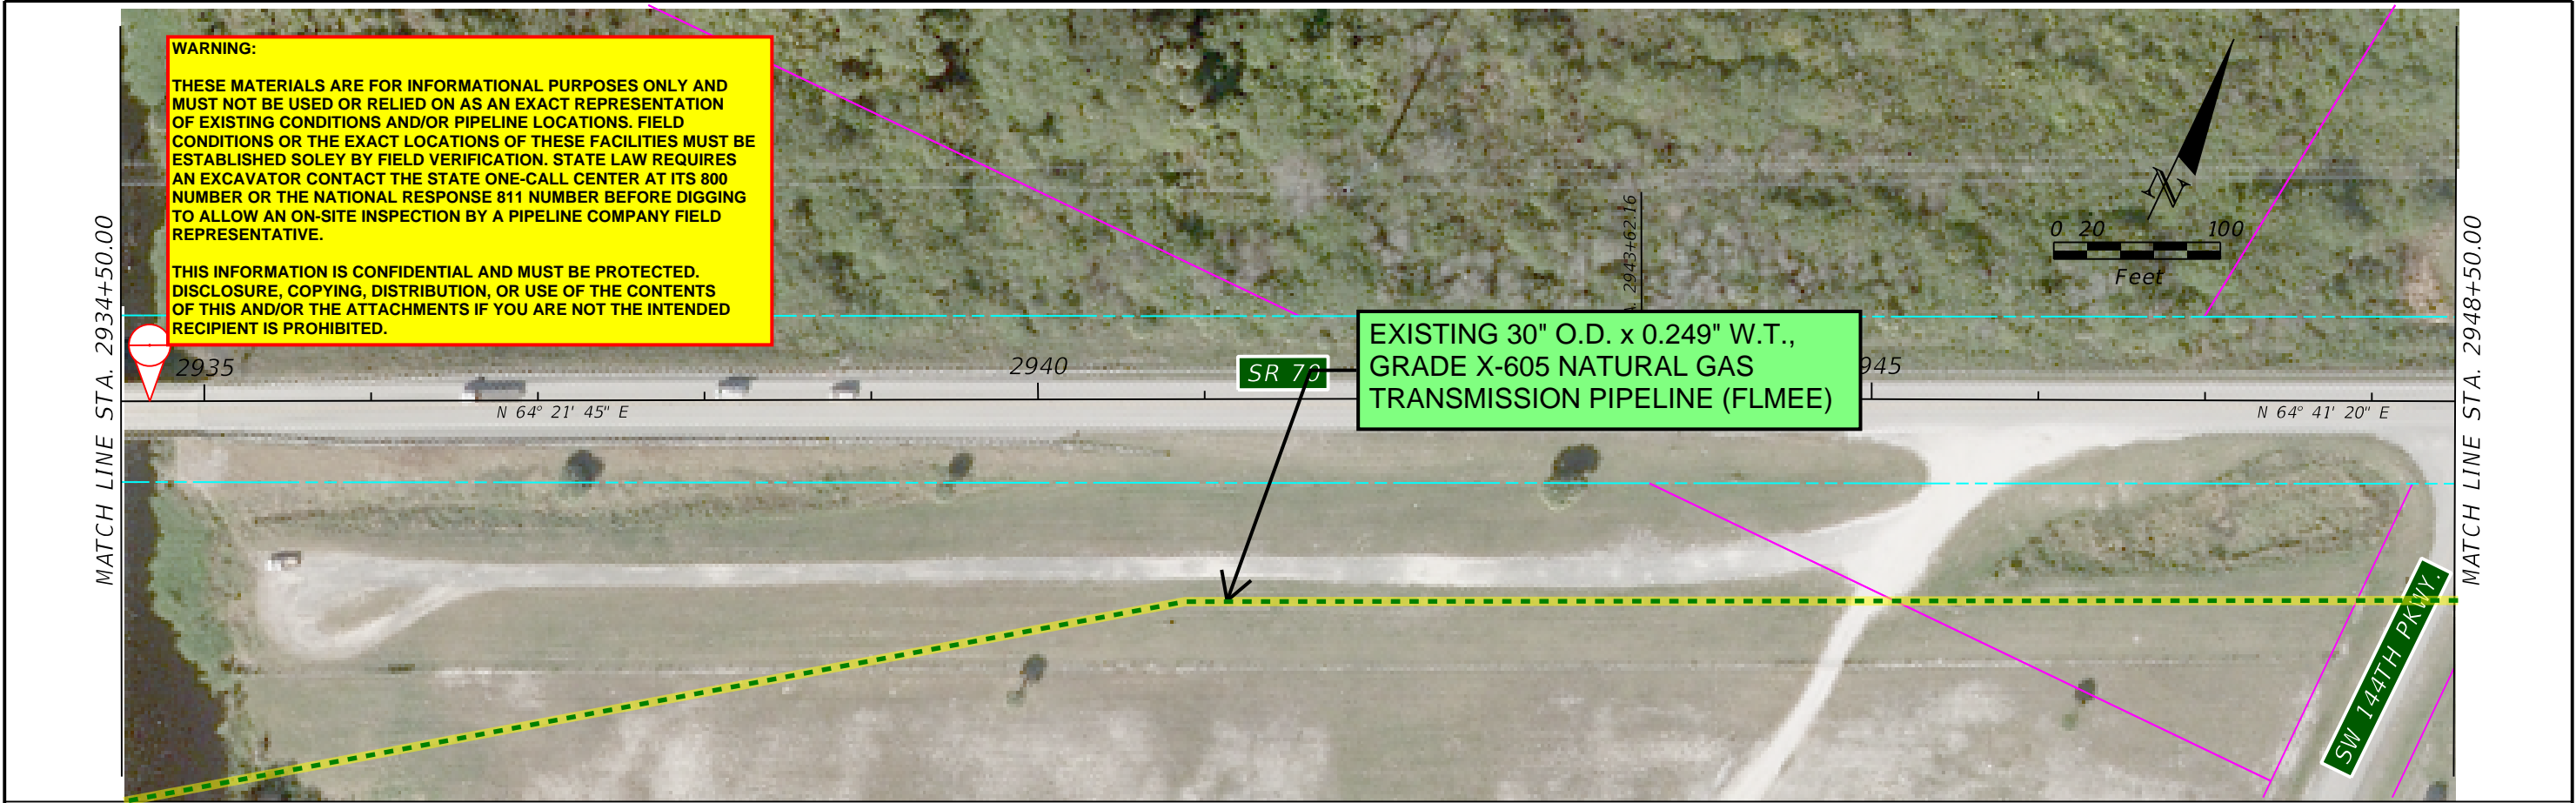 WARNING:
THESE MATERIALS ARE FOR INFORMATIONAL PURPOSES ONLY AND
MUST NOT BE USED OR RELIED ON AS AN EXACT REPRESENTATION
OF EXISTING CONDITIONS AND/OR PIPELINE LOCATIONS. FIELD
CONDITIONS OR THE EXACT LOCATIONS OF THESE FACILITIES MUST BE
ESTABLISHED SOLEY BY FIELD VERIFICATION. STATE LAW REQUIRES
AN EXCAVATOR CONTACT THE STATE ONE-CALL CENTER AT ITS 800
NUMBER OR THE NATIONAL RESPONSE 811 NUMBER BEFORE DIGGING
TO ALLOW AN ON-SITE INSPECTION BY A PIPELINE COMPANY FIELD
REPRESENTATIVE.
THIS INFORMATION IS CONFIDENTIAL AND MUST BE PROTECTED.
DISCLOSURE, COPYING, DISTRIBUTION, OR USE OF THE CONTENTS
OF THIS AND/OR THE ATTACHMENTS IF YOU ARE NOT THE INTENDED
RECIPIENT IS PROHIBITED.
MATCH LINE STA. 2934+50.00
2935
N 64° 21' 45" E
2940
SR 70
EXISTING 30" O.D. x 0.249" W.T.,
GRADE X-605 NATURAL GAS
TRANSMISSION PIPELINE (FLMEE)
2943+62.16
945
N
0 20 100
Feet
N 64° 41' 20" E
SW 144TH PKWY.
MATCH LINE STA. 2948+50.00